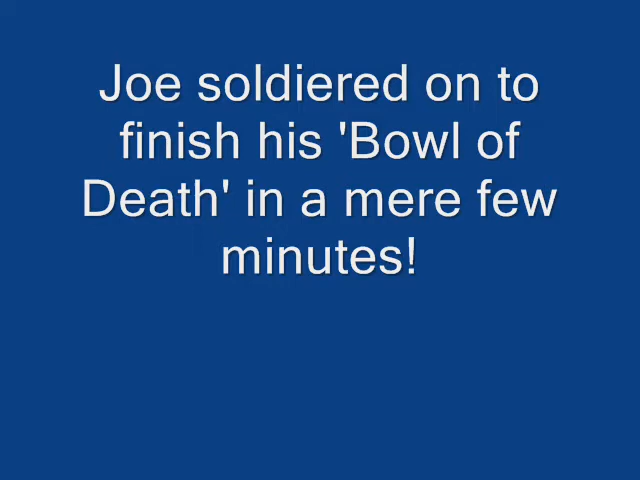 Joe soldiered on to
finish his 'Bowl of
Death' in a mere few
minutes!